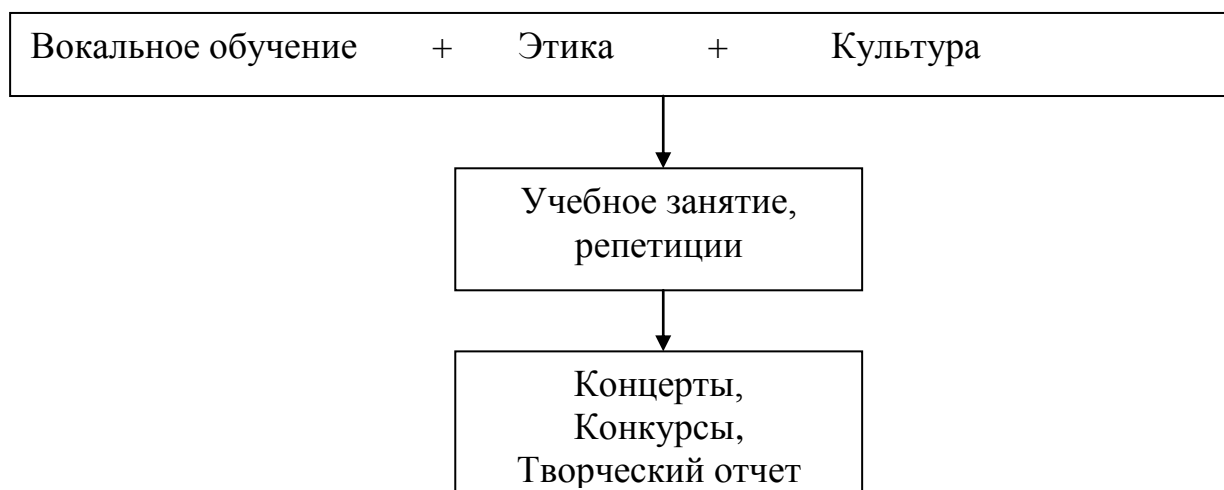 Вокальное обучение + Этика + Культура
Учебное занятие,
репетиции
Концерты,
Конкурсы,
Творческий отчет